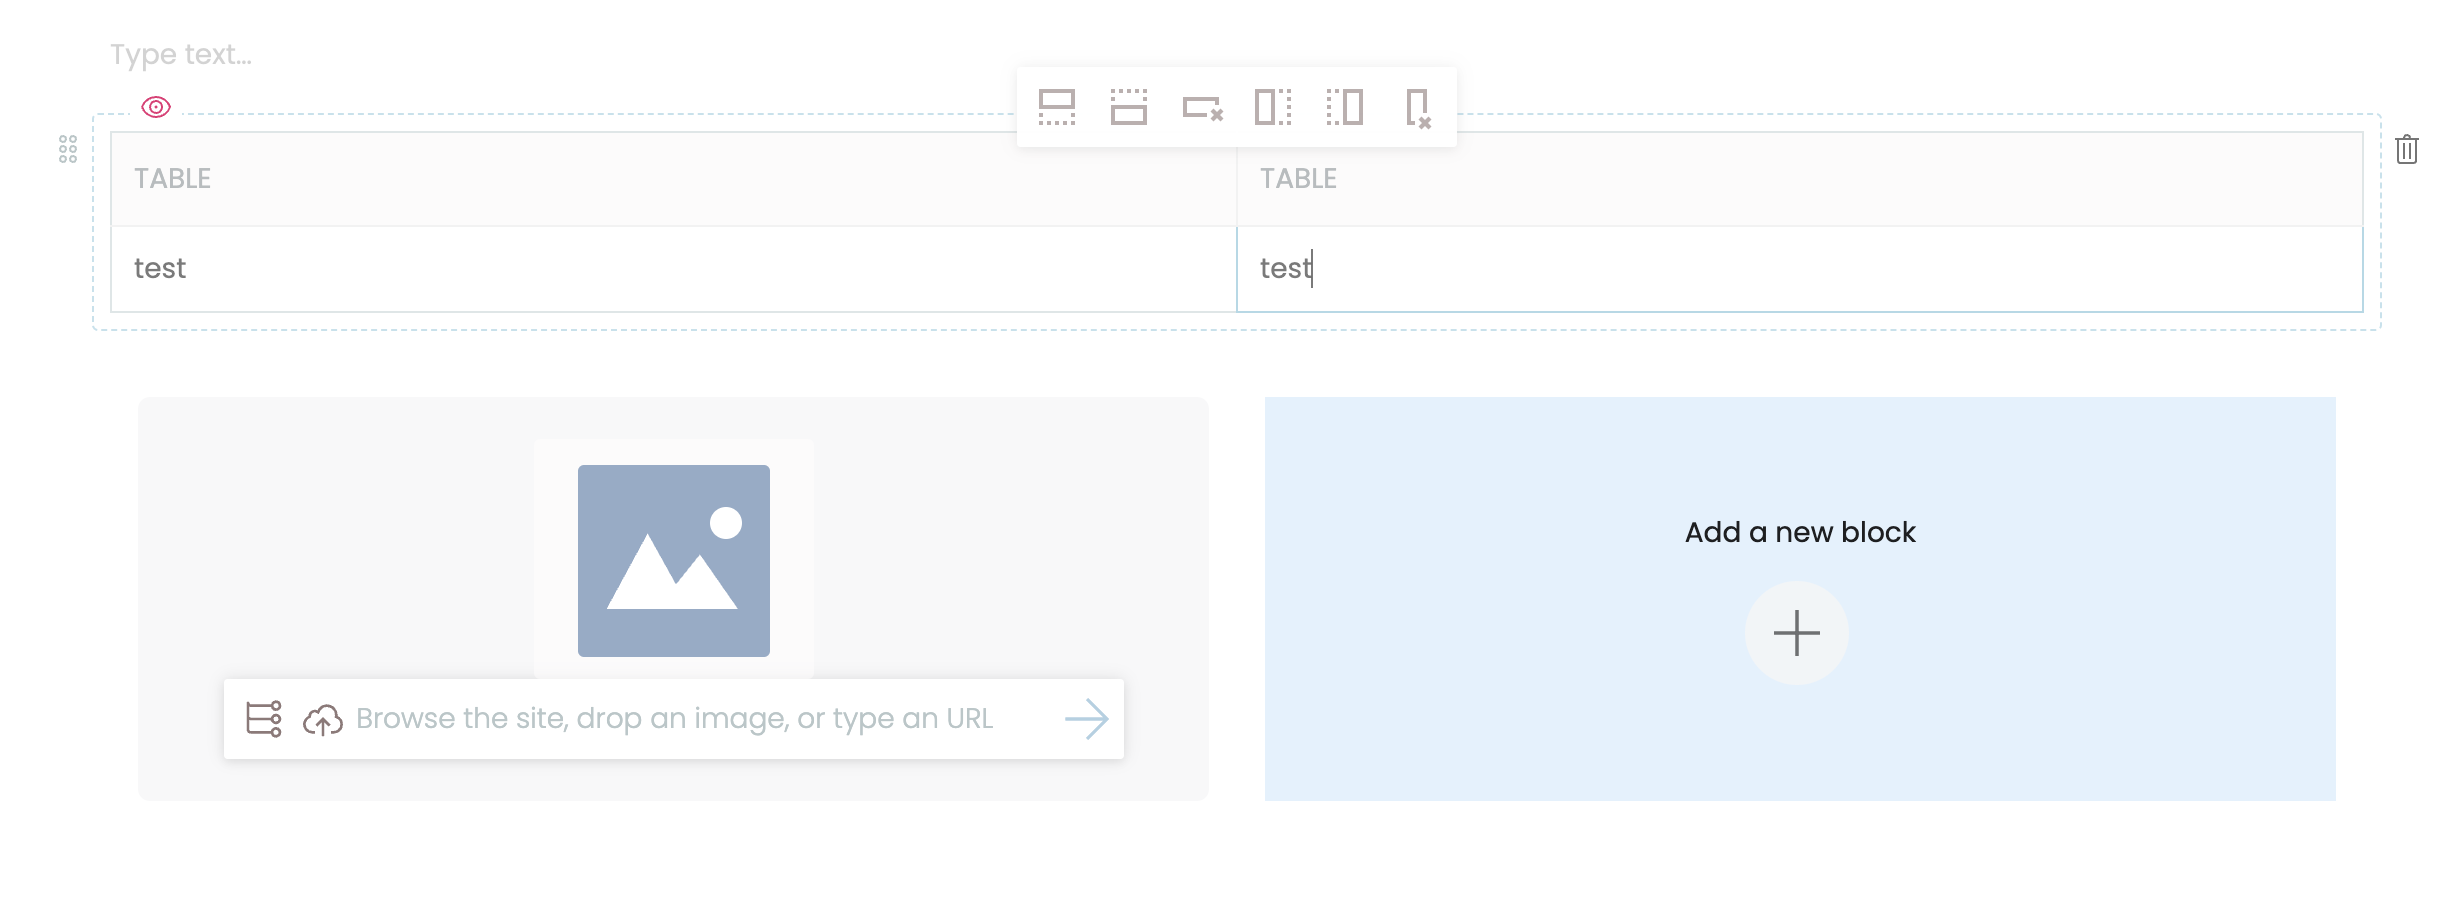 Type text...
TABLE
TABLE
test
test
Browse the site, drop an image, or type an URL
Add a new block